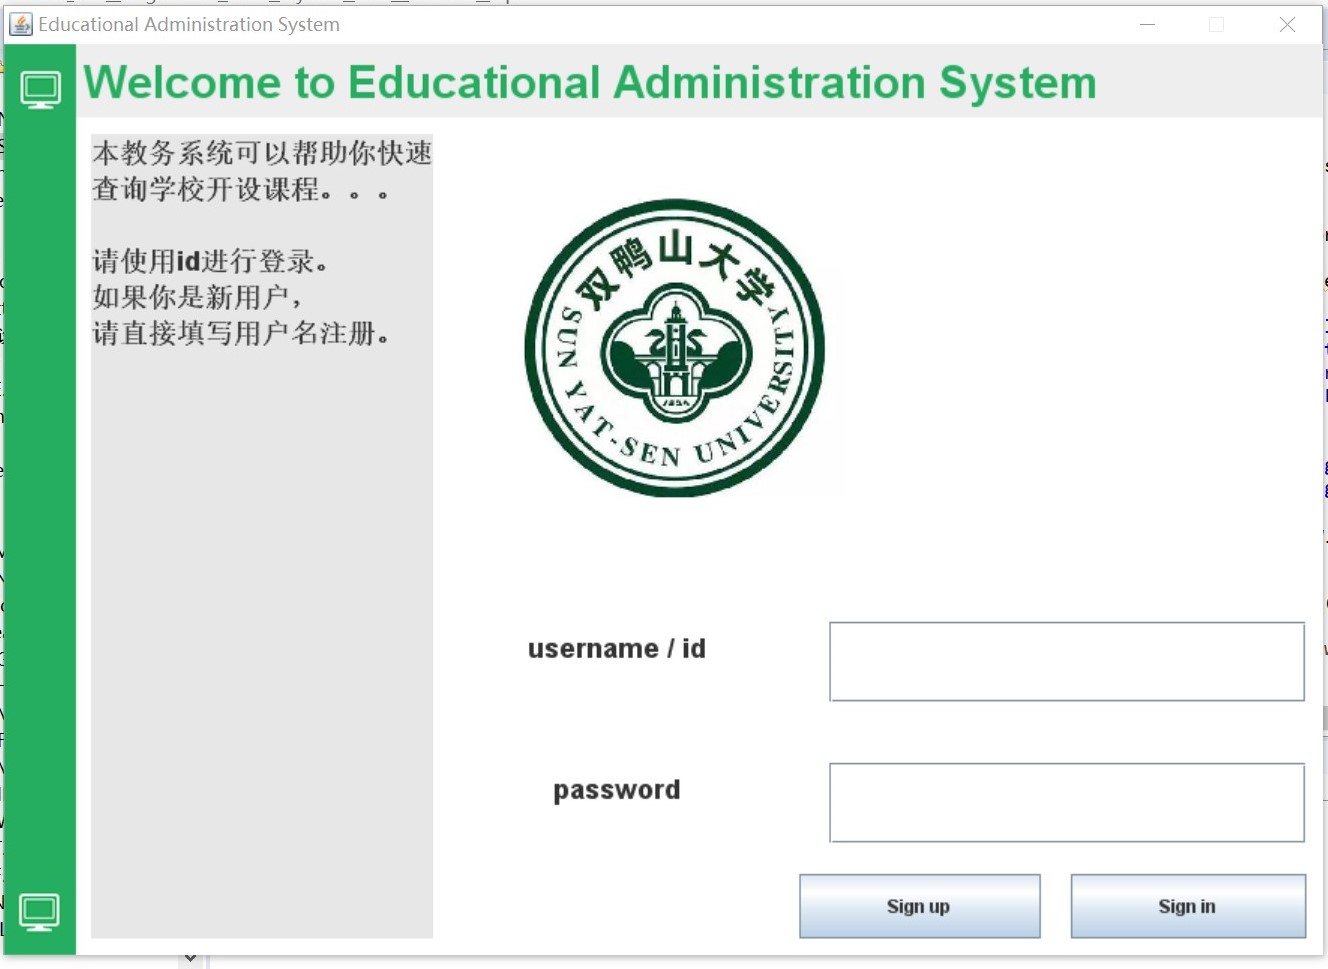 Educational Administration System
Welcome to Educational Administration System
本教务系统可以帮助你快速
查询学校开设课程。。。
请使用id进行登录。
如果你是新用户，
请直接填写用户名注册。
双鸭山大学
SUN YAT-SEN UNIVERSITY
1924
username / id
password
Sign up
Sign in